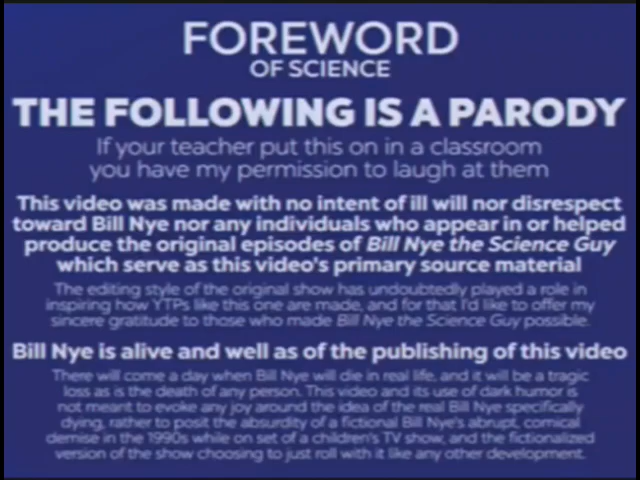 FOREWORD
OF SCIENCE
THE FOLLOWING IS A PARODY
If your teacher put this on in a classroom
you have my permission to laugh at them
This video was made with no intent of ill will nor disrespect
toward Bill Nye nor any individuals who appear in or helped
produce the original episodes of Bill Nye the Science Guy
which serve as this video's primary source material
The editing style of the original show has undoubtedly played a role in
inspiring how YTPs like this one are made, and for that I'd like to offer my
sincere gratitude to those who made Bill Nye the Science Guy possible.
Bill Nye is alive and well as of the publishing of this video
There will come a day when Bill Nye will die in real life, and it will be a tragic
loss as is the death of any person. This video and its use of dark humor is
not meant to evoke any joy around the idea of the real Bill Nye specifically
dying, rather to posit the absurdity of a fictional Bill Nye's abrupt, comical
demise in the 1990s while on set of a children's TV show, and the fictionalized
version of the show choosing to just roll with it like any other development.